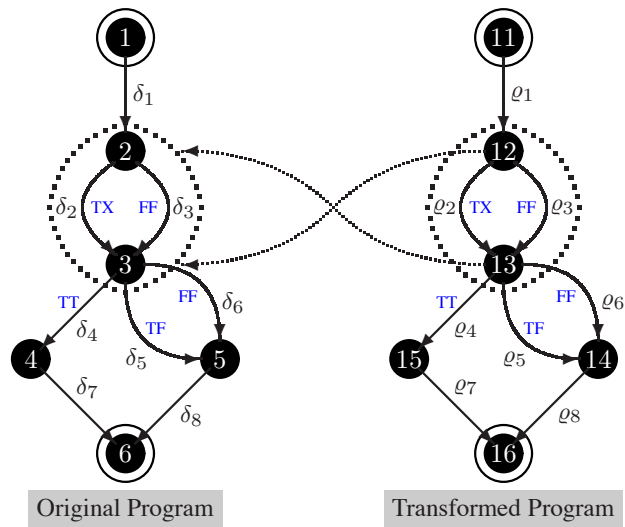 1 11
δ1 ϱ1
2 12
δ2 TX FF δ3 ϱ2 TX FF ϱ3
3 13
TT FF δ6 TT FF ϱ6
δ4 TF ϱ4 TF
δ5 ϱ5
4 5 15 14
δ7 δ8 ϱ7 ϱ8
6 16
Original Program Transformed Program